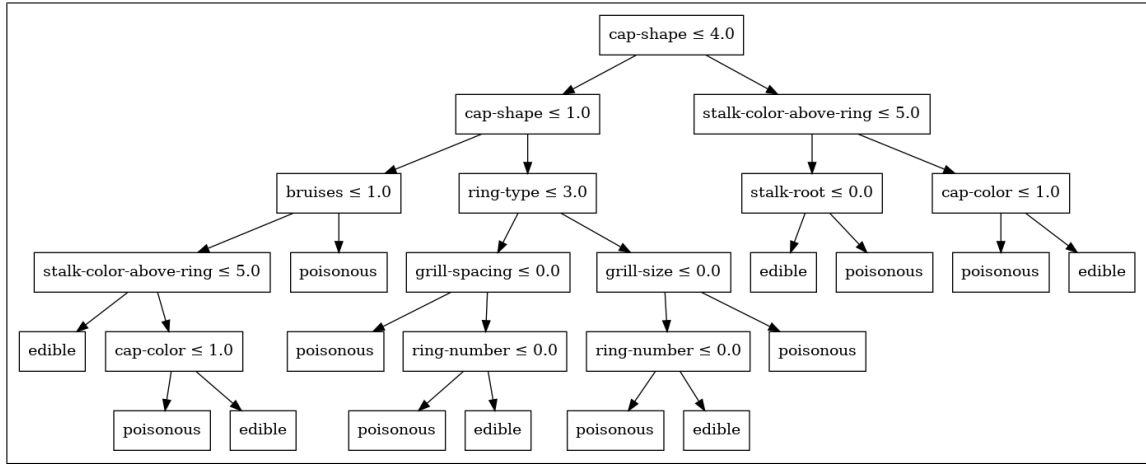 cap-shape ≤ 4.0
cap-shape ≤ 1.0
stalk-color-above-ring ≤ 5.0
bruises ≤ 1.0
ring-type ≤ 3.0
stalk-root ≤ 0.0
cap-color ≤ 1.0
stalk-color-above-ring ≤ 5.0
poisonous
grill-spacing ≤ 0.0
grill-size ≤ 0.0
edible
poisonous
poisonous
edible
edible
cap-color ≤ 1.0
poisonous
ring-number ≤ 0.0
ring-number ≤ 0.0
poisonous
poisonous
edible
poisonous
edible
poisonous
edible